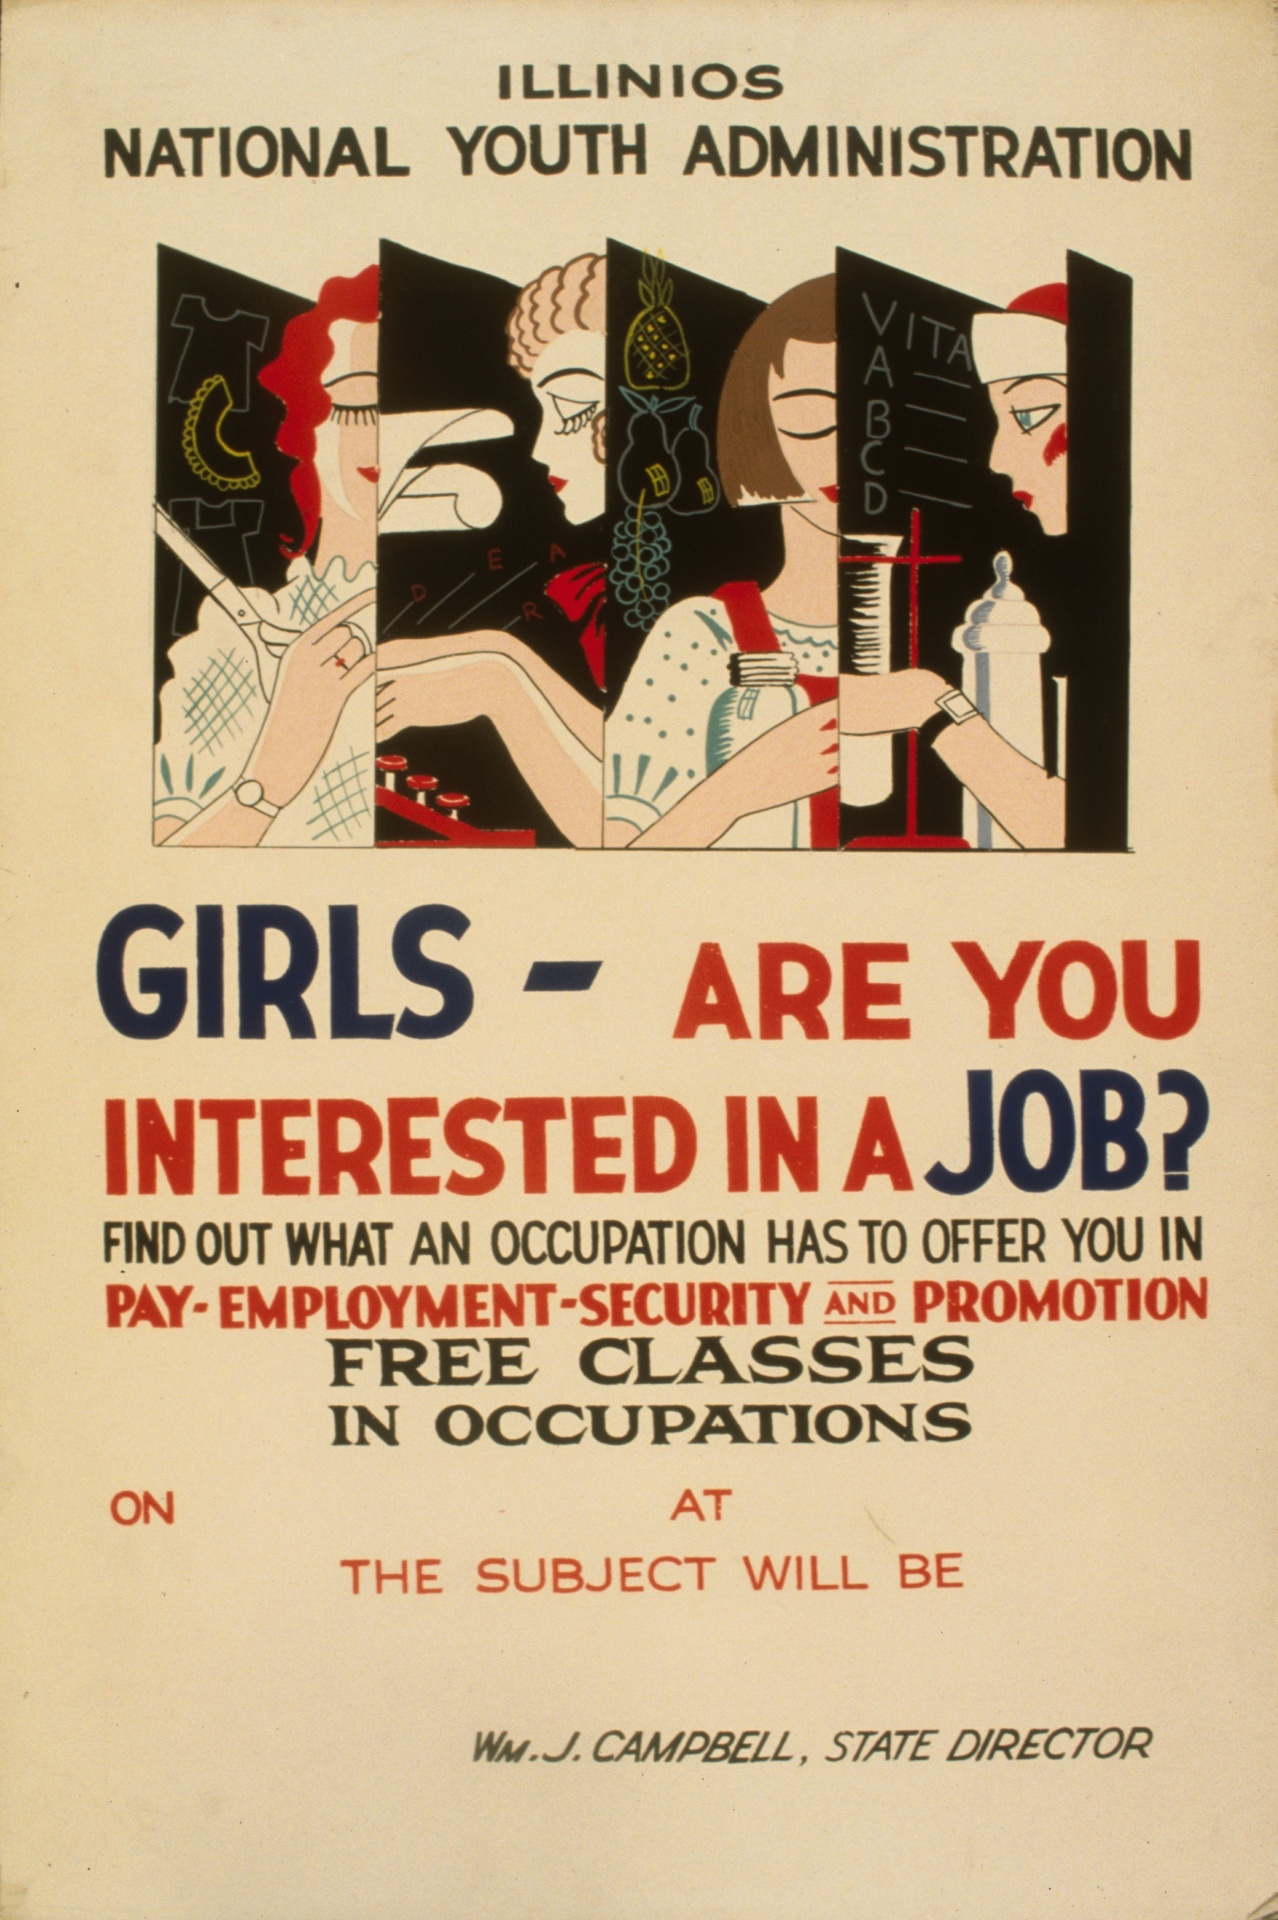 ILLINIOS
NATIONAL YOUTH ADMINISTRATION
D E A R
VITA
A
B
C
D
GIRLS - ARE YOU
INTERESTED IN A JOB?
FIND OUT WHAT AN OCCUPATION HAS TO OFFER YOU IN
PAY-EMPLOYMENT-SECURITY AND PROMOTION
FREE CLASSES
IN OCCUPATIONS
ON AT
THE SUBJECT WILL BE
WM. J. CAMPBELL, STATE DIRECTOR